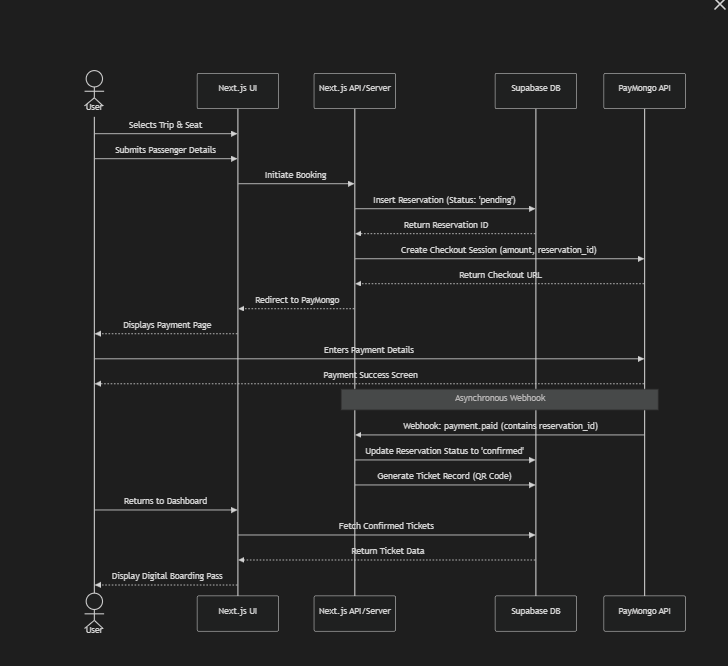 User
Next.js UI
Next.js API/Server
Supabase DB
PayMongo API
Selects Trip & Seat
Submits Passenger Details
Initiate Booking
Insert Reservation (Status: 'pending')
Return Reservation ID
Create Checkout Session (amount, reservation_id)
Return Checkout URL
Redirect to PayMongo
Displays Payment Page
Enters Payment Details
Payment Success Screen
Asynchronous Webhook
Webhook: payment.paid (contains reservation_id)
Update Reservation Status to 'confirmed'
Generate Ticket Record (QR Code)
Returns to Dashboard
Fetch Confirmed Tickets
Return Ticket Data
Display Digital Boarding Pass
User
Next.js UI
Next.js API/Server
Supabase DB
PayMongo API